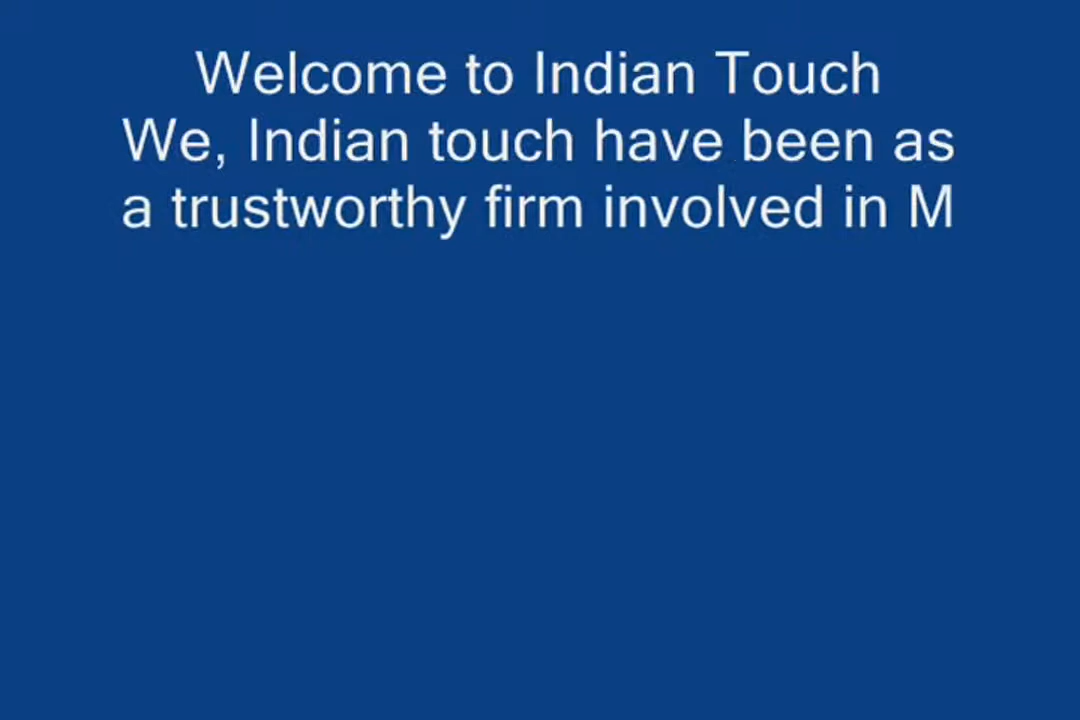 Welcome to Indian Touch
We, Indian touch have been as
a trustworthy firm involved in M